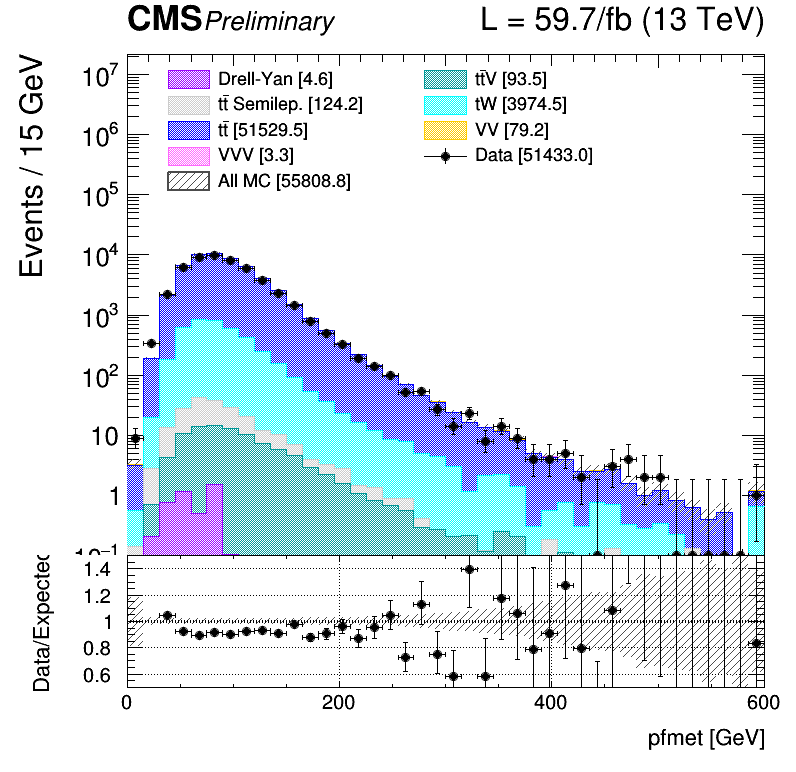 CMS Preliminary L = 59.7/fb (13 TeV)
Events / 15 GeV
10⁷
10⁶
10⁵
10⁴
10³
10²
10
1
10⁻¹
Drell-Yan [4.6]
tt̄ Semilep. [124.2]
tt̄ [51529.5]
VVV [3.3]
All MC [55808.8]
tt̄V [93.5]
tW [3974.5]
VV [79.2]
Data [51433.0]
Data/Expected
1.4
1.2
1
0.8
0.6
0 200 400 600
pfmet [GeV]